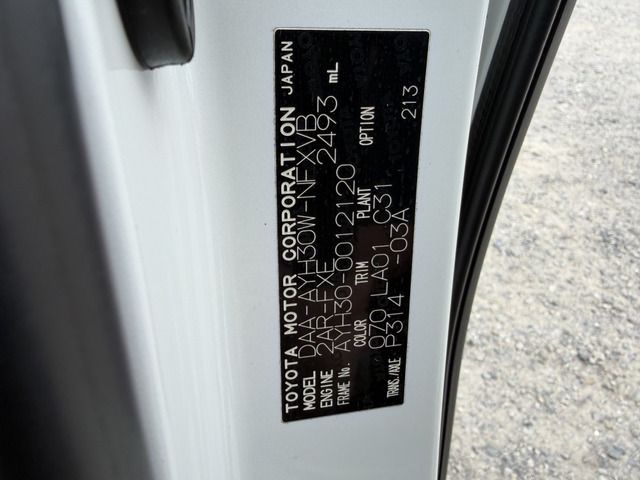 TOYOTA MOTOR CORPORATION JAPAN
MODEL DAA-AYH30W-NFXVB
ENGINE 2AR-FXE 2493 mL
FRAME No. AYH30-0012120
COLOR TRIM PLANT OPTION
070 LA01 C31
TRANS./AXLE P314 -03A 213